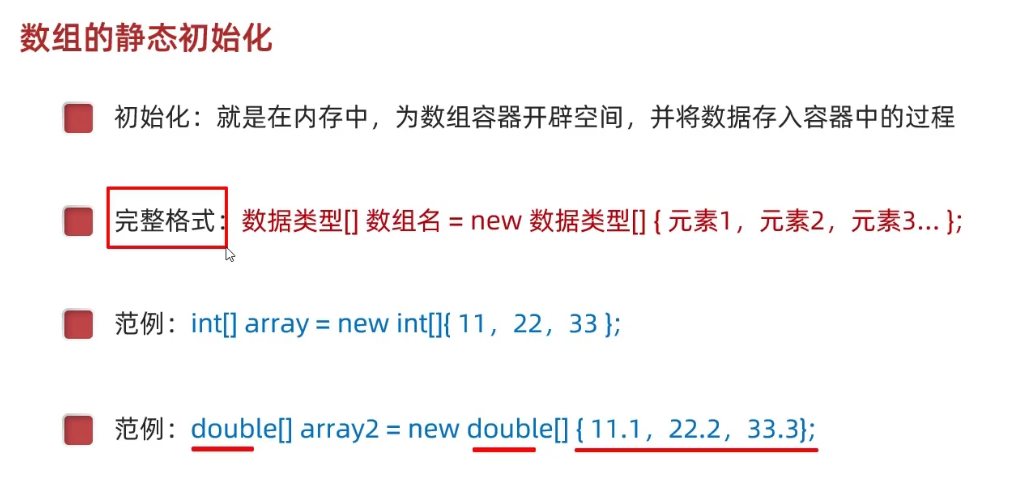 数组的静态初始化
初始化：就是在内存中，为数组容器开辟空间，并将数据存入容器中的过程
完整格式：数据类型[] 数组名 = new 数据类型[] { 元素1，元素2，元素3... };
范例：int[] array = new int[]{ 11，22，33 };
范例：double[] array2 = new double[] { 11.1，22.2，33.3};